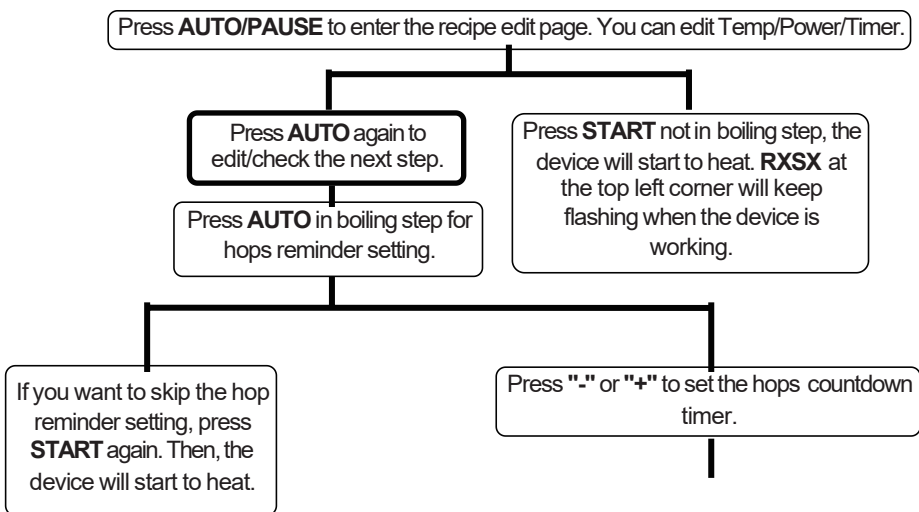 Press AUTO/PAUSE to enter the recipe edit page. You can edit Temp/Power/Timer.
Press AUTO again to
edit/check the next step.
Press START not in boiling step, the
device will start to heat. RXSX at
the top left corner will keep
flashing when the device is
working.
Press AUTO in boiling step for
hops reminder setting.
If you want to skip the hop
reminder setting, press
START again. Then, the
device will start to heat.
Press "-" or "+" to set the hops countdown
timer.